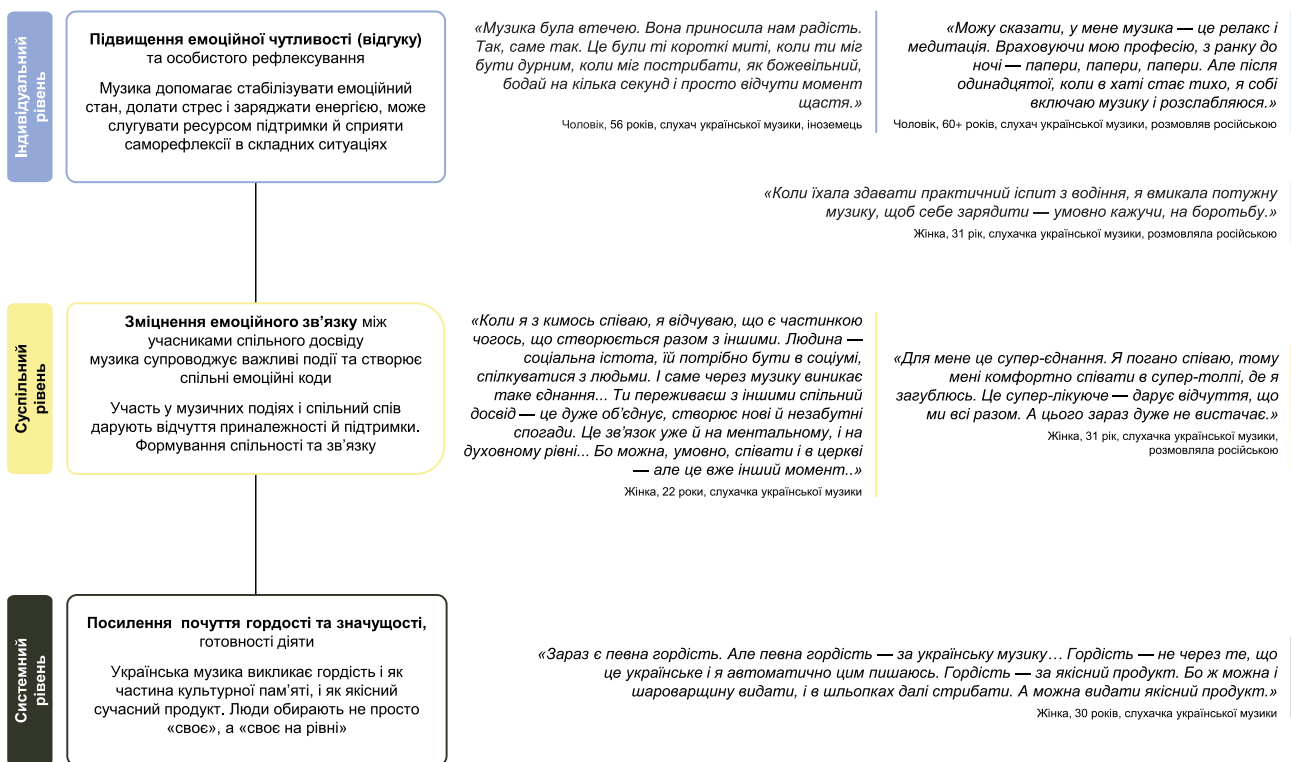 Індивідуальний
рівень
Підвищення емоційної чутливості (відгуку)
та особистого рефлексування
Музика допомагає стабілізувати емоційний
стан, долати стрес і заряджати енергією, може
слугувати ресурсом підтримки й сприяти
саморефлексії в складних ситуаціях
«Музика була втечею. Вона приносила нам радість.
Так, саме так. Це були ті короткі миті, коли ти міг
бути дурним, коли міг пострибати, як божевільний,
бодай на кілька секунд і просто відчути момент
щастя.»
Чоловік, 56 років, слухач української музики, іноземець
«Можу сказати, у мене музика — це релакс і
медитація. Враховуючи мою професію, з ранку до
ночі — папери, папери, папери. Але після
одинадцятої, коли в хаті стає тихо, я собі
включаю музику і розслабляюся.»
Чоловік, 60+ років, слухач української музики, розмовляв російською
«Коли їхала здавати практичний іспит з водіння, я вмикала потужну
музику, щоб себе зарядити — умовно кажучи, на боротьбу.»
Жінка, 31 рік, слухачка української музики, розмовляла російською
Суспільний
рівень
Зміцнення емоційного зв’язку між
учасниками спільного досвіду
музика супроводжує важливі події та створює
спільні емоційні коди
Участь у музичних подіях і спільний спів
дарують відчуття приналежності й підтримки.
Формування спільності та зв’язку
«Коли я з кимось співаю, я відчуваю, що є частинкою
чогось, що створюється разом з іншими. Людина —
соціальна істота, їй потрібно бути в соціумі,
спілкуватися з людьми. І саме через музику виникає
таке єднання... Ти переживаєш з іншими спільний
досвід — це дуже об’єднує, створює нові й незабутні
спогади. Це зв’язок уже й на ментальному, і на
духовному рівні... Бо можна, умовно, співати і в церкві
— але це вже інший момент..»
Жінка, 22 роки, слухачка української музики
«Для мене це супер-єднання. Я погано співаю, тому
мені комфортно співати в супер-толпі, де я
загублюсь. Це супер-лікуюче — дарує відчуття, що
ми всі разом. А цього зараз дуже не вистачає.»
Жінка, 31 рік, слухачка української музики,
розмовляла російською
Системний
рівень
Посилення почуття гордості та значущості,
готовності діяти
Українська музика викликає гордість і як
частина культурної пам’яті, і як якісний
сучасний продукт. Люди обирають не просто
«своє», а «своє на рівні»
«Зараз є певна гордість. Але певна гордість — за українську музику… Гордість — не через те, що
це українське і я автоматично цим пишаюсь. Гордість — за якісний продукт. Бо ж можна і
шароварщину видати, і в шльопках далі стрибати. А можна видати якісний продукт.»
Жінка, 30 років, слухачка української музики